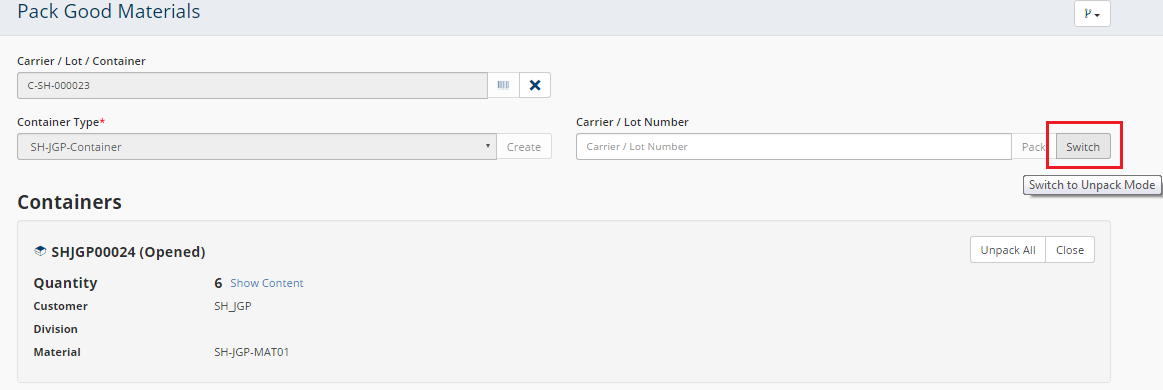 Pack Good Materials
Carrier / Lot / Container
C-SH-000023
Container Type*
Carrier / Lot Number
SH-JGP-Container
Create
Carrier / Lot Number
Pack
Switch
Switch to Unpack Mode
Containers
SHJGP00024 (Opened)
Unpack All
Close
Quantity 6 Show Content
Customer SH_JGP
Division
Material SH-JGP-MAT01